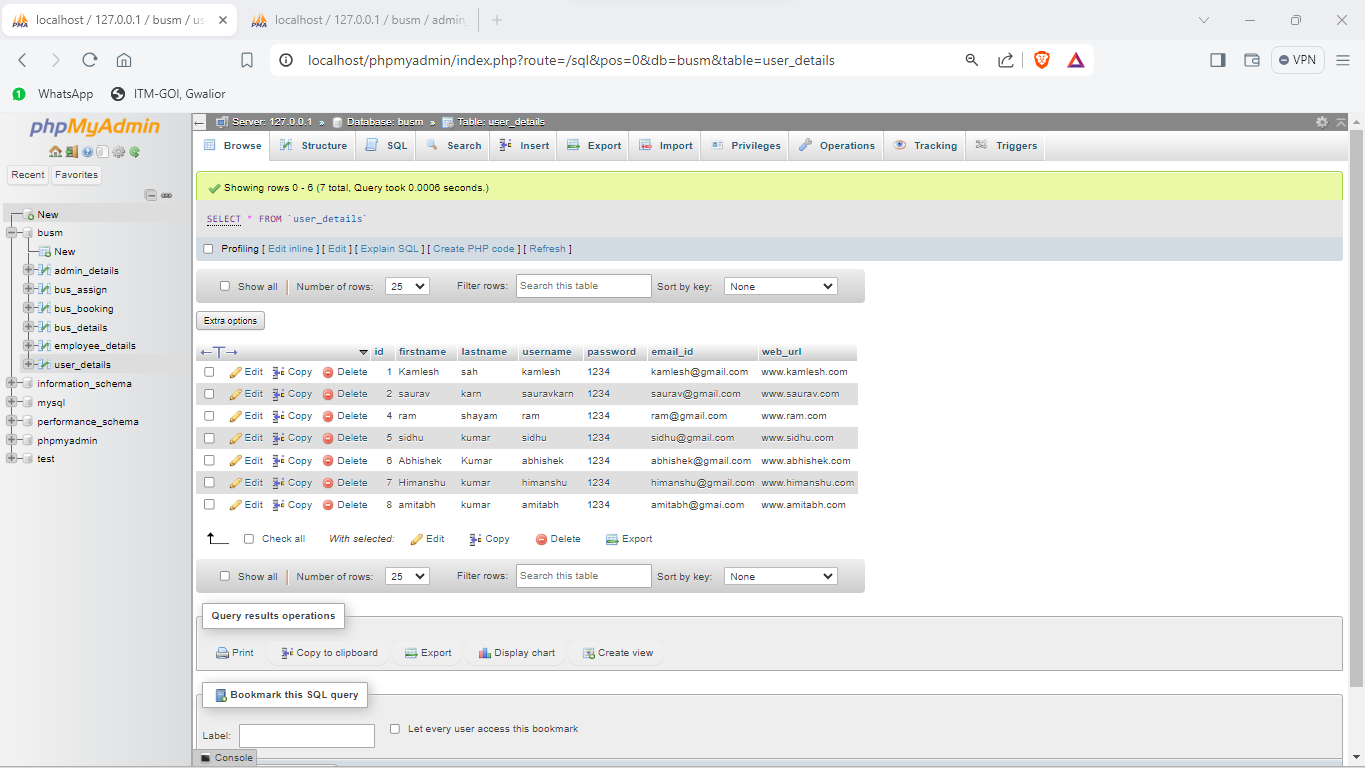 localhost / 127.0.0.1 / busm / us
localhost / 127.0.0.1 / busm / admin_
localhost/phpmyadmin/index.php?route=/sql&pos=0&db=busm&table=user_details
VPN
1 WhatsApp ITM-GOI, Gwalior
phpMyAdmin
Recent Favorites
New
busm
New
admin_details
bus_assign
bus_booking
bus_details
employee_details
user_details
information_schema
mysql
performance_schema
phpmyadmin
test
Server: 127.0.0.1 » Database: busm » Table: user_details
Browse Structure SQL Search Insert Export Import Privileges Operations Tracking Triggers
Showing rows 0 - 6 (7 total, Query took 0.0006 seconds.)
SELECT * FROM `user_details`
Profiling [ Edit inline ] [ Edit ] [ Explain SQL ] [ Create PHP code ] [ Refresh ]
Show all Number of rows: 25 Filter rows: Search this table Sort by key: None
Extra options
←T→ id firstname lastname username password email_id web_url
Edit Copy Delete 1 Kamlesh sah kamlesh 1234 kamlesh@gmail.com www.kamlesh.com
Edit Copy Delete 2 saurav karn sauravkarn 1234 saurav@gmail.com www.saurav.com
Edit Copy Delete 4 ram shayam ram 1234 ram@gmail.com www.ram.com
Edit Copy Delete 5 sidhu kumar sidhu 1234 sidhu@gmail.com www.sidhu.com
Edit Copy Delete 6 Abhishek Kumar abhishek 1234 abhishek@gmail.com www.abhishek.com
Edit Copy Delete 7 Himanshu kumar himanshu 1234 himanshu@gmail.com www.himanshu.com
Edit Copy Delete 8 amitabh kumar amitabh 1234 amitabh@gmai.com www.amitabh.com
Check all With selected: Edit Copy Delete Export
Show all Number of rows: 25 Filter rows: Search this table Sort by key: None
Query results operations
Print Copy to clipboard Export Display chart Create view
Bookmark this SQL query
Label: Let every user access this bookmark
Console